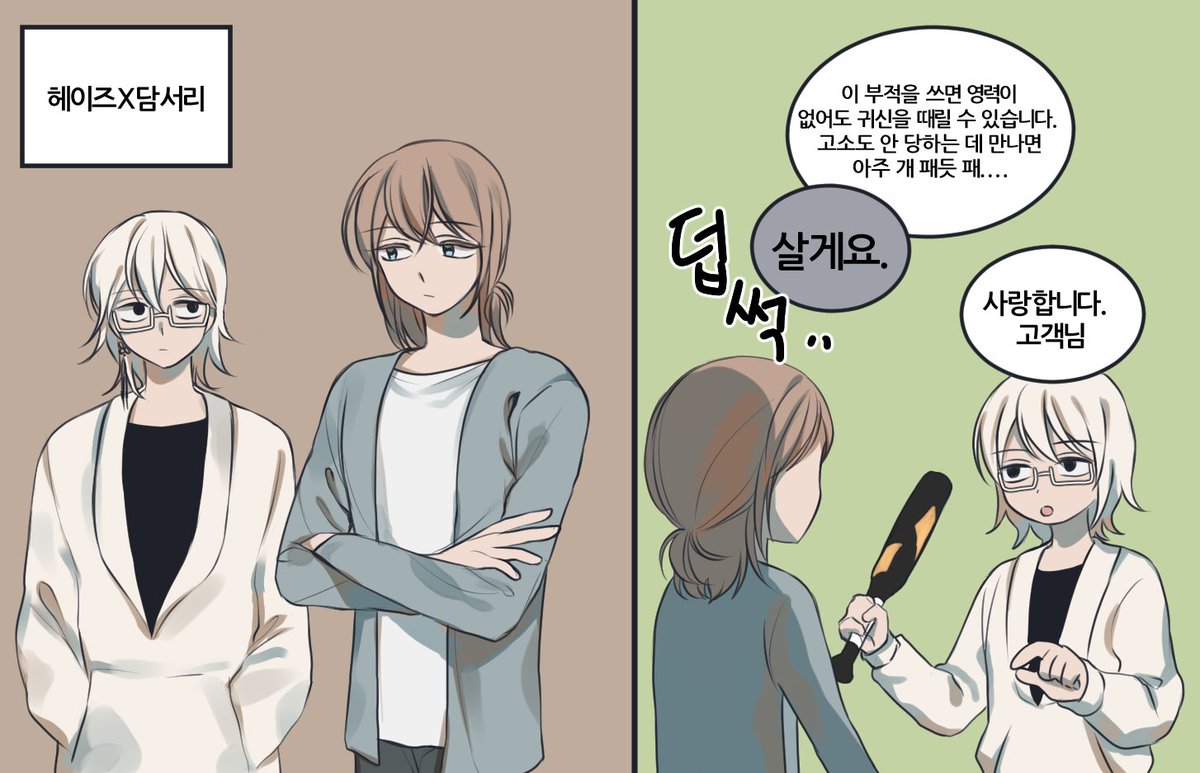 헤이즈X담서리
이 부적을 쓰면 영력이
없어도 귀신을 때릴 수 있습니다.
고소도 안 당하는 데 만나면
아주 개 패듯 패....
살게요.
덥
썩..
사랑합니다.
고객님